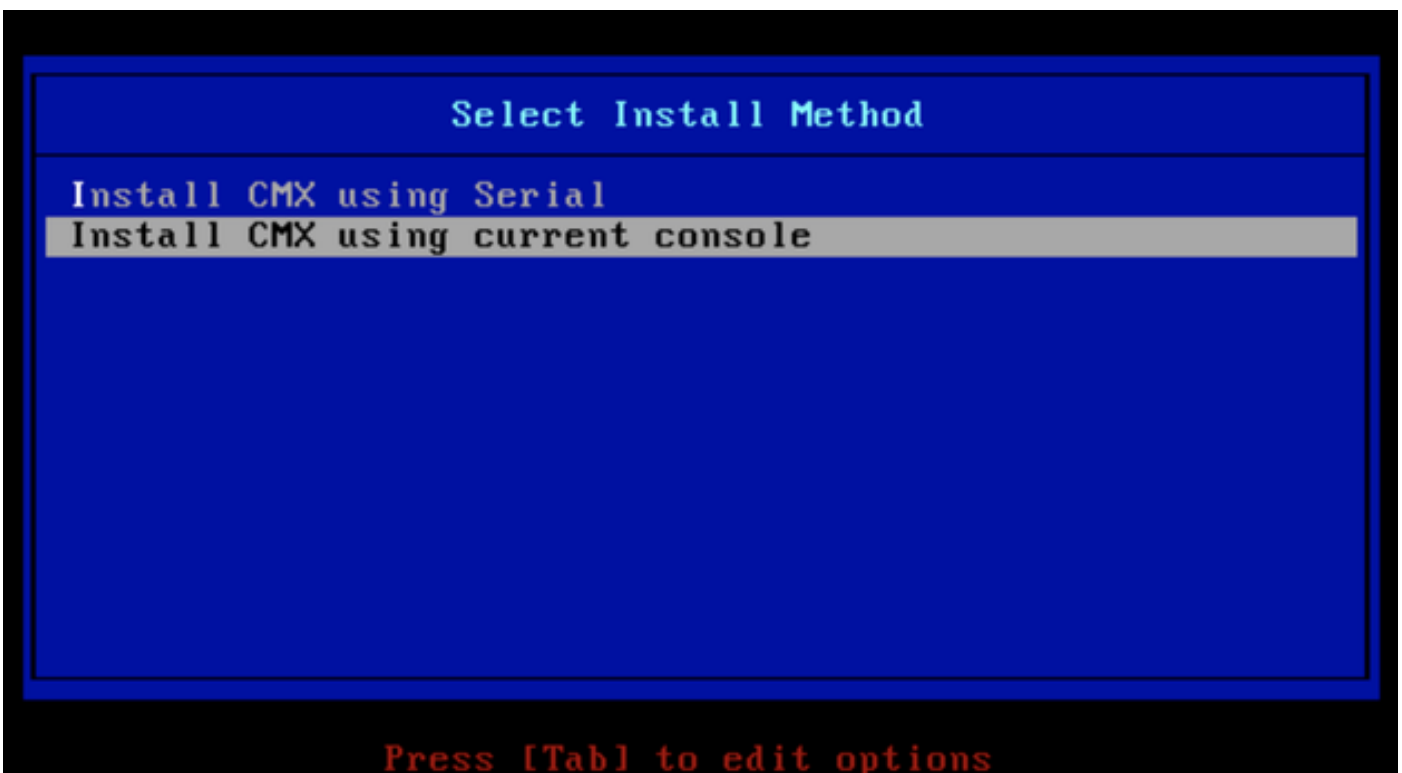 Select Install Method
Install CMX using Serial
Install CMX using current console
Press [Tab] to edit options